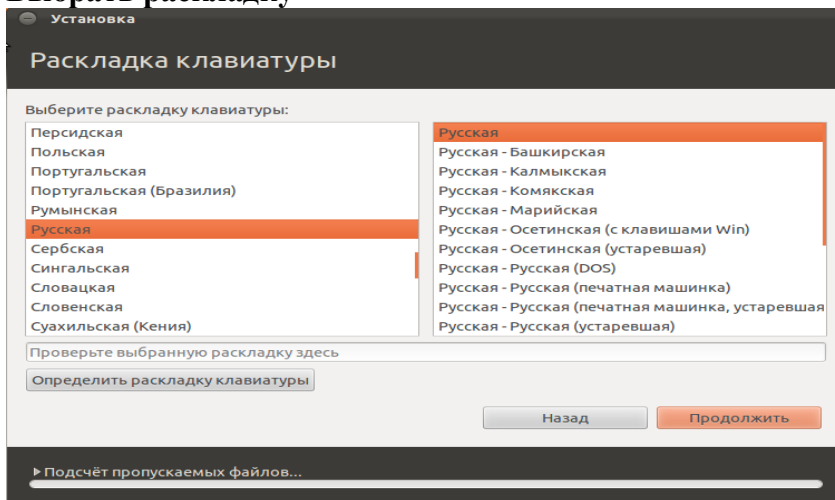 Выбрать раскладку
Установка
Раскладка клавиатуры
Выберите раскладку клавиатуры:
Персидская
Польская
Португальская
Португальская (Бразилия)
Румынская
Русская
Сербская
Сингальская
Словацкая
Словенская
Суахильская (Кения)
Русская
Русская - Башкирская
Русская - Калмыкская
Русская - Комякская
Русская - Марийская
Русская - Осетинская (с клавишами Win)
Русская - Осетинская (устаревшая)
Русская - Русская (DOS)
Русская - Русская (печатная машинка)
Русская - Русская (печатная машинка, устаревшая
Русская - Русская (устаревшая)
Проверьте выбранную раскладку здесь
Определить раскладку клавиатуры
Назад
Продолжить
Подсчёт пропускаемых файлов...